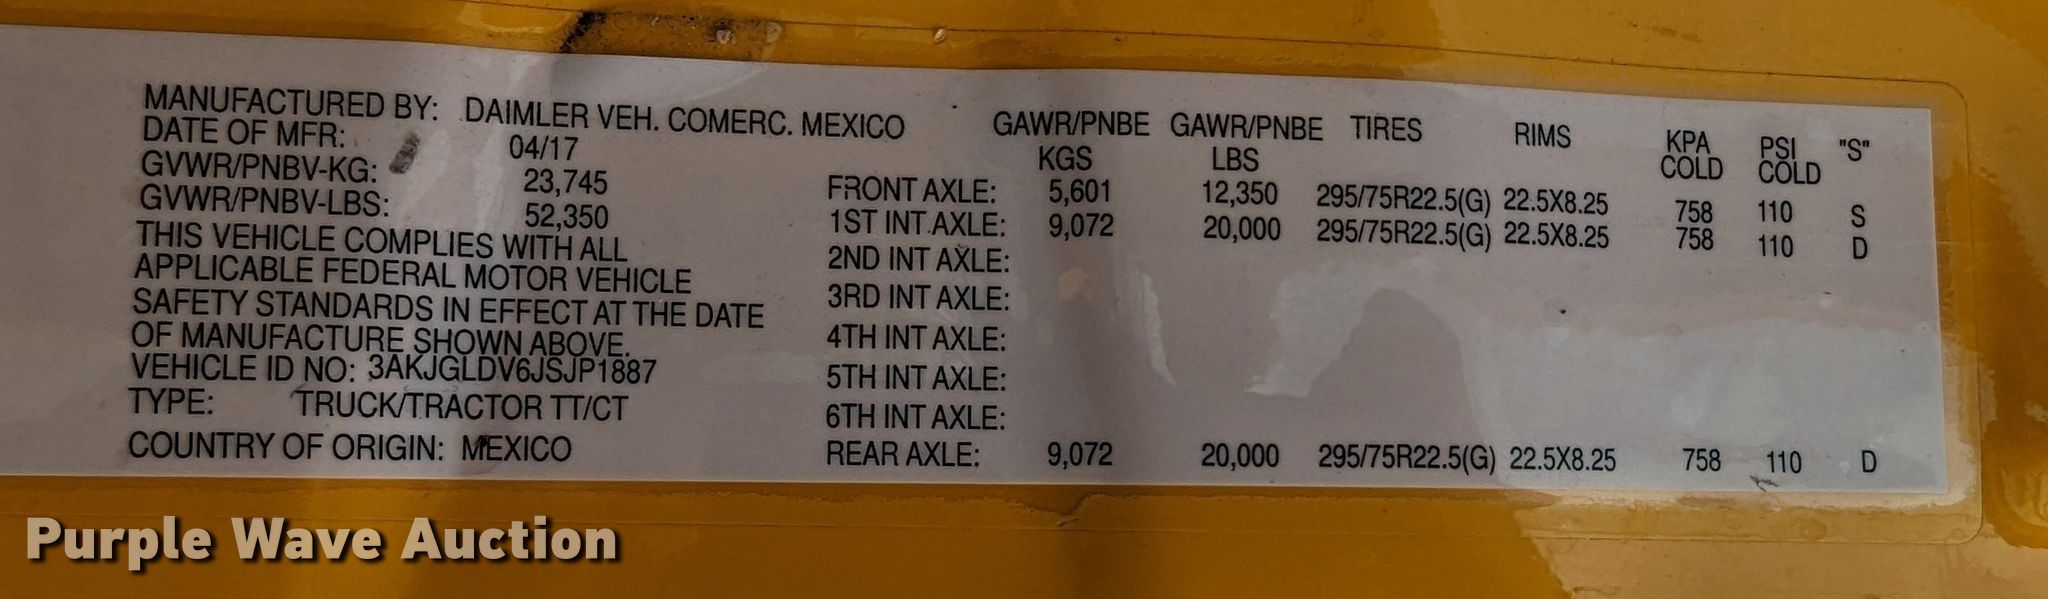 MANUFACTURED BY: DAIMLER VEH. COMERC. MEXICO
DATE OF MFR: 04/17
GVWR/PNBV-KG: 23,745
GVWR/PNBV-LBS: 52,350
THIS VEHICLE COMPLIES WITH ALL
APPLICABLE FEDERAL MOTOR VEHICLE
SAFETY STANDARDS IN EFFECT AT THE DATE
OF MANUFACTURE SHOWN ABOVE.
VEHICLE ID NO: 3AKJGLDV6JSJP1887
TYPE: TRUCK/TRACTOR TT/CT
COUNTRY OF ORIGIN: MEXICO
GAWR/PNBE GAWR/PNBE TIRES RIMS KPA PSI "S"
KGS LBS COLD COLD
FRONT AXLE: 5,601 12,350 295/75R22.5(G) 22.5X8.25 758 110 S
1ST INT AXLE: 9,072 20,000 295/75R22.5(G) 22.5X8.25 758 110 D
2ND INT AXLE:
3RD INT AXLE:
4TH INT AXLE:
5TH INT AXLE:
6TH INT AXLE:
REAR AXLE: 9,072 20,000 295/75R22.5(G) 22.5X8.25 758 110 D
Purple Wave Auction